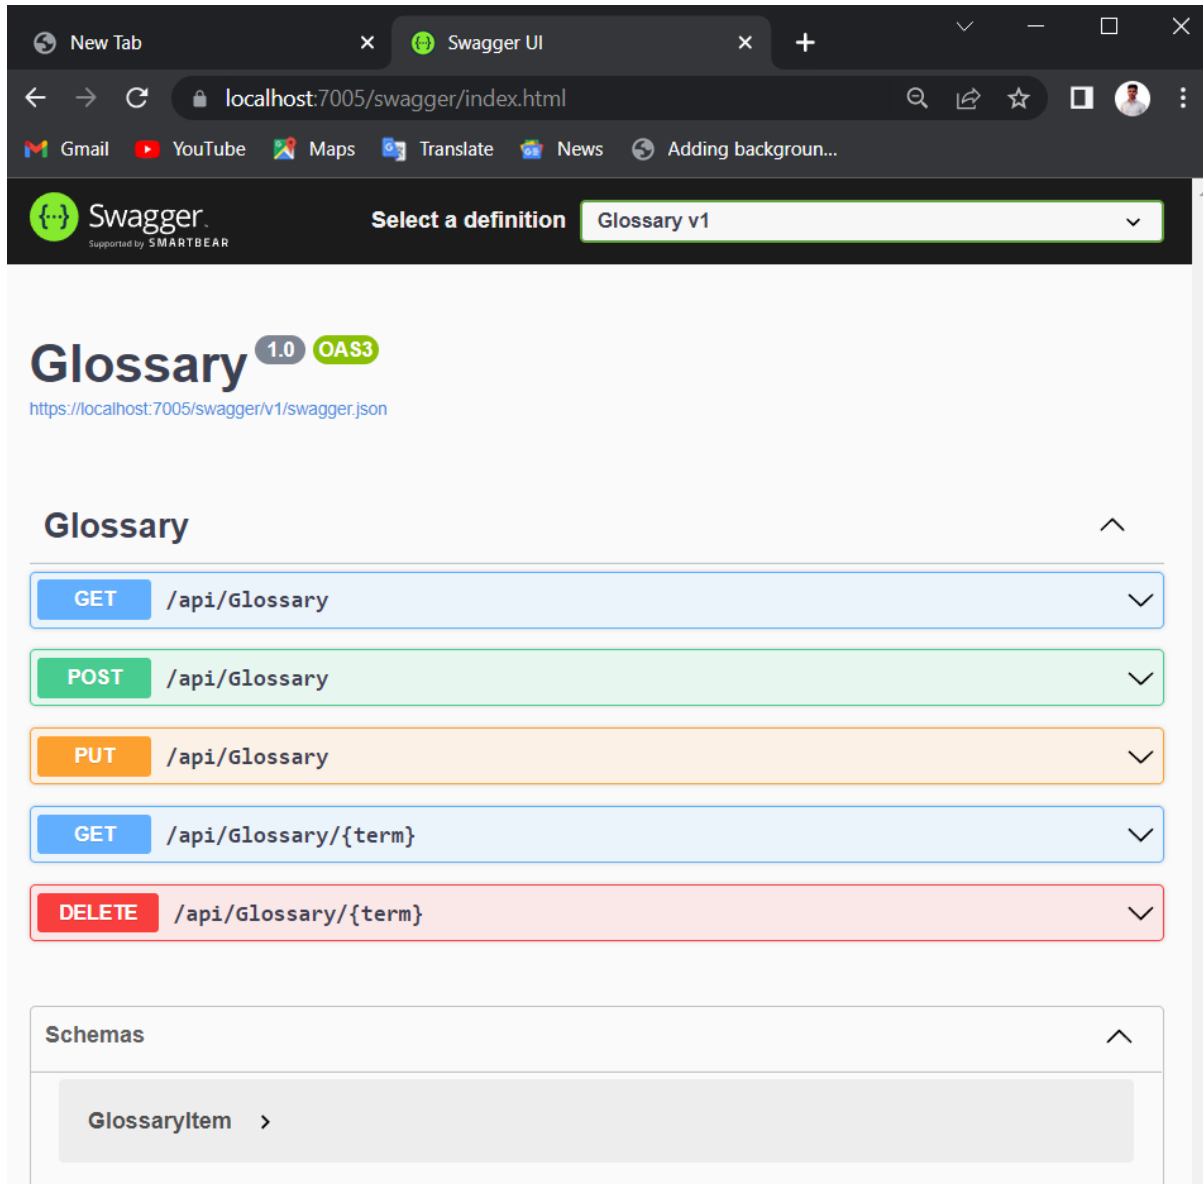 New Tab
Swagger UI
localhost:7005/swagger/index.html
Gmail YouTube Maps Translate News Adding backgroun...
Swagger.
Supported by SMARTBEAR
Select a definition Glossary v1
Glossary 1.0 OAS3
https://localhost:7005/swagger/v1/swagger.json
Glossary
GET /api/Glossary
POST /api/Glossary
PUT /api/Glossary
GET /api/Glossary/{term}
DELETE /api/Glossary/{term}
Schemas
GlossaryItem